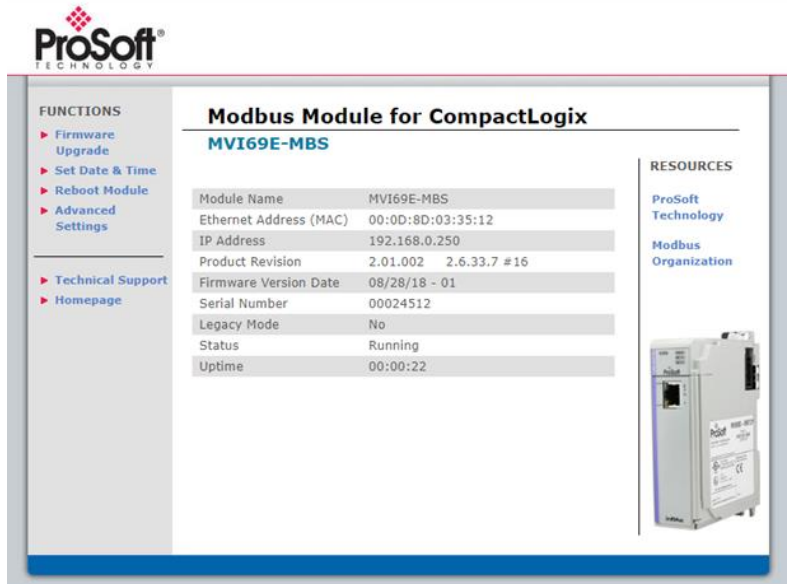 ProSoft®
TECHNOLOGY
FUNCTIONS
Firmware
Upgrade
Set Date & Time
Reboot Module
Advanced
Settings
Technical Support
Homepage
Modbus Module for CompactLogix
MVI69E-MBS
Module Name MVI69E-MBS
Ethernet Address (MAC) 00:0D:8D:03:35:12
IP Address 192.168.0.250
Product Revision 2.01.002 2.6.33.7 #16
Firmware Version Date 08/28/18 - 01
Serial Number 00024512
Legacy Mode No
Status Running
Uptime 00:00:22
RESOURCES
ProSoft
Technology
Modbus
Organization
ProSoft
CE